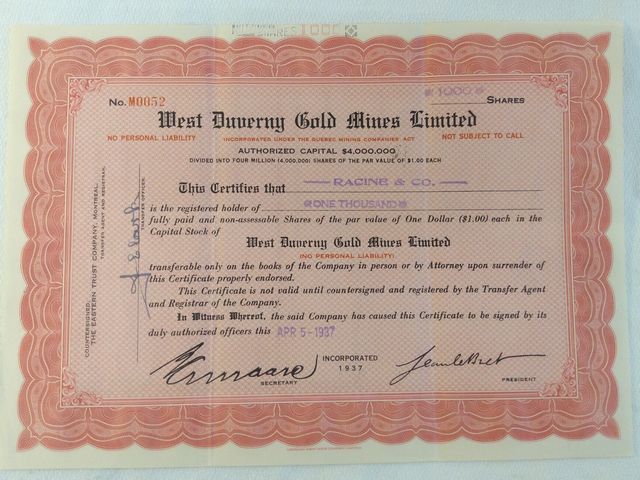 SHARES 1000
No. M0052
*1000* SHARES
West Duverny Gold Mines Limited
NO PERSONAL LIABILITY INCORPORATED UNDER THE QUEBEC MINING COMPANIES' ACT NOT SUBJECT TO CALL
AUTHORIZED CAPITAL $4,000,000
DIVIDED INTO FOUR MILLION (4,000,000) SHARES OF THE PAR VALUE OF $1.00 EACH
This Certifies that RACINE & CO.
is the registered holder of *ONE THOUSAND*
fully paid and non-assessable Shares of the par value of One Dollar ($1.00) each in the
Capital Stock of
West Duverny Gold Mines Limited
(NO PERSONAL LIABILITY)
transferable only on the books of the Company in person or by Attorney upon surrender of
this Certificate properly endorsed.
This Certificate is not valid until countersigned and registered by the Transfer Agent
and Registrar of the Company.
In Witness Whereof, the said Company has caused this Certificate to be signed by its
duly authorized officers this APR 5-1937
INCORPORATED
1937
SECRETARY
PRESIDENT
COUNTERSIGNED:
THE EASTERN TRUST COMPANY, MONTREAL.
TRANSFER AGENT AND REGISTRAR.
TRANSFER OFFICER.